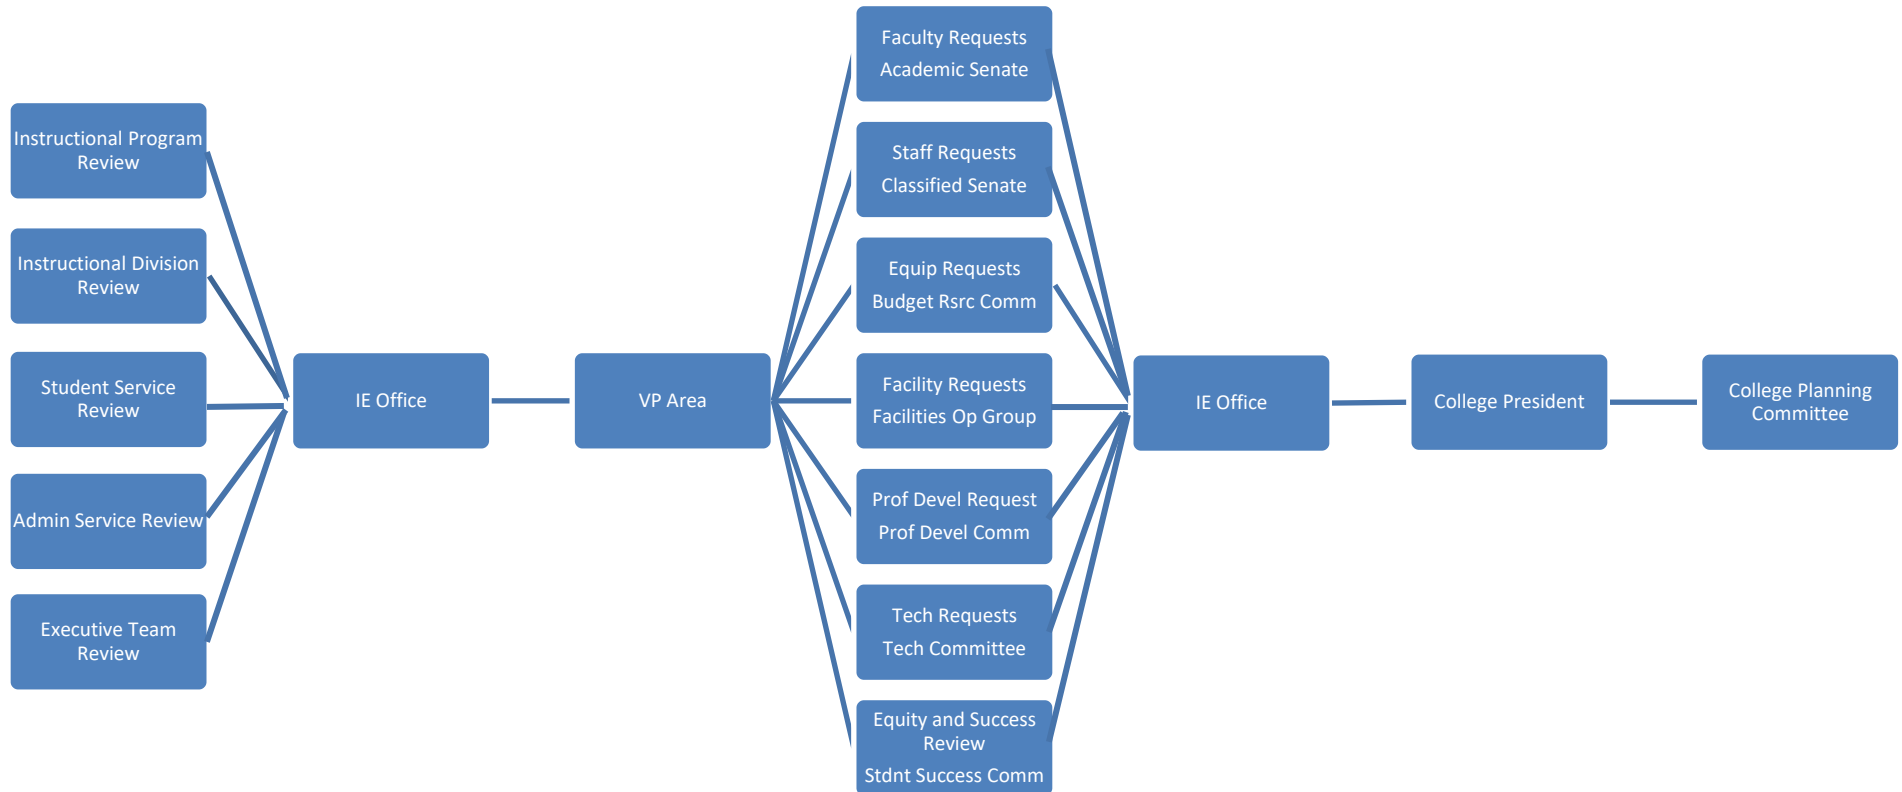 Instructional Program
Review
Instructional Division
Review
Student Service
Review
Admin Service Review
Executive Team
Review
IE Office
VP Area
Faculty Requests
Academic Senate
Staff Requests
Classified Senate
Equip Requests
Budget Rsrc Comm
Facility Requests
Facilities Op Group
Prof Devel Request
Prof Devel Comm
Tech Requests
Tech Committee
Equity and Success
Review
Stdnt Success Comm
IE Office
College President
College Planning
Committee